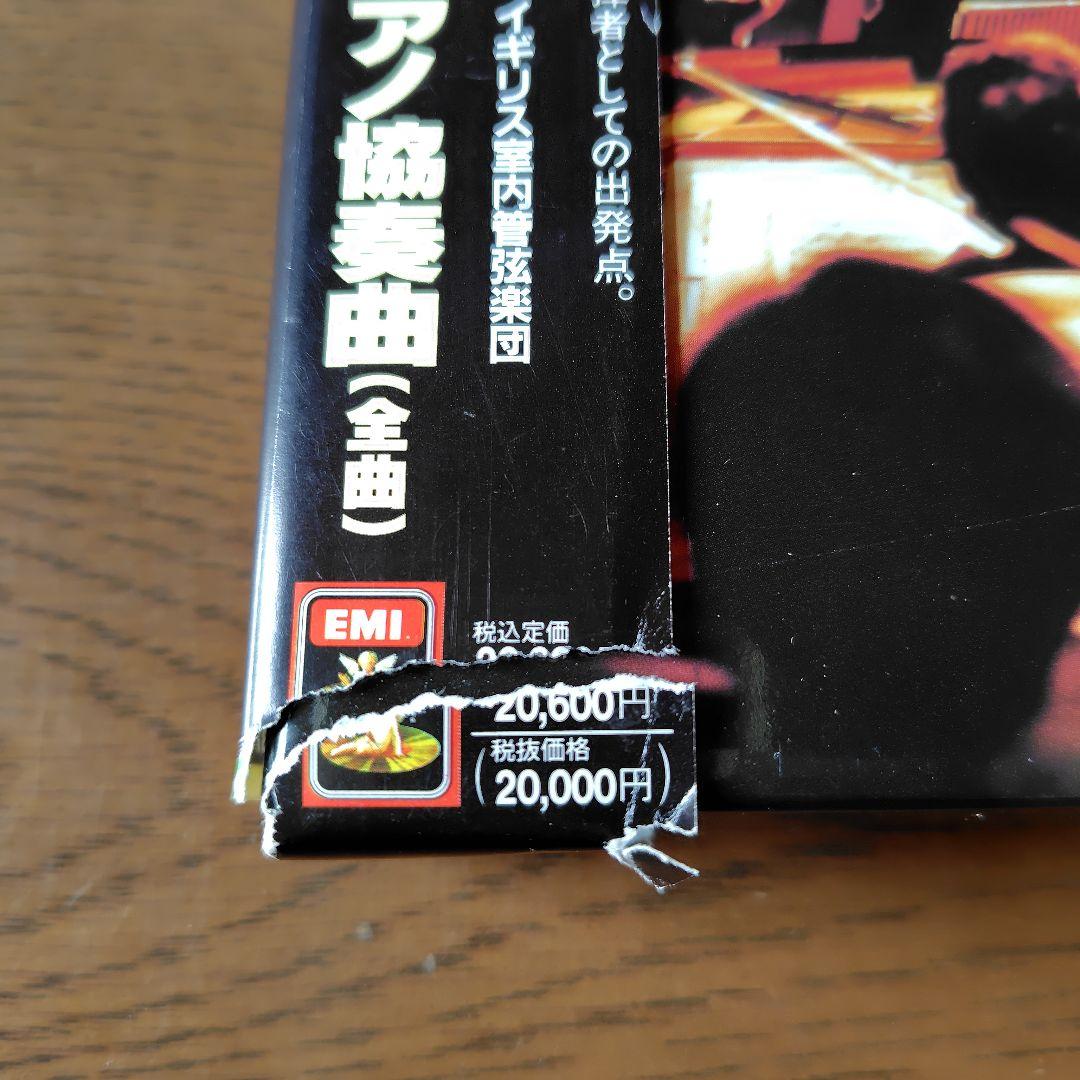 アノ協奏曲(全曲)
イギリス室内管弦楽団
者としての出発点。
EMI
税込定価
20,600円
税抜価格
(20,000円)